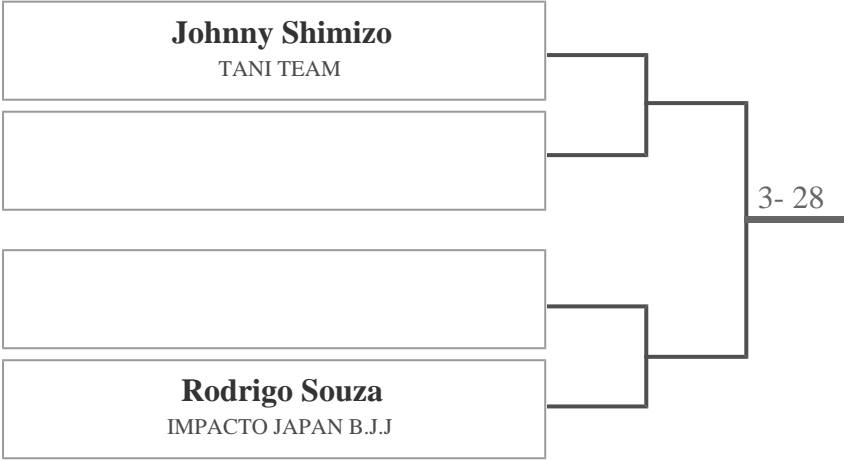 Johnny Shimizo
TANI TEAM
3- 28
Rodrigo Souza
IMPACTO JAPAN B.J.J